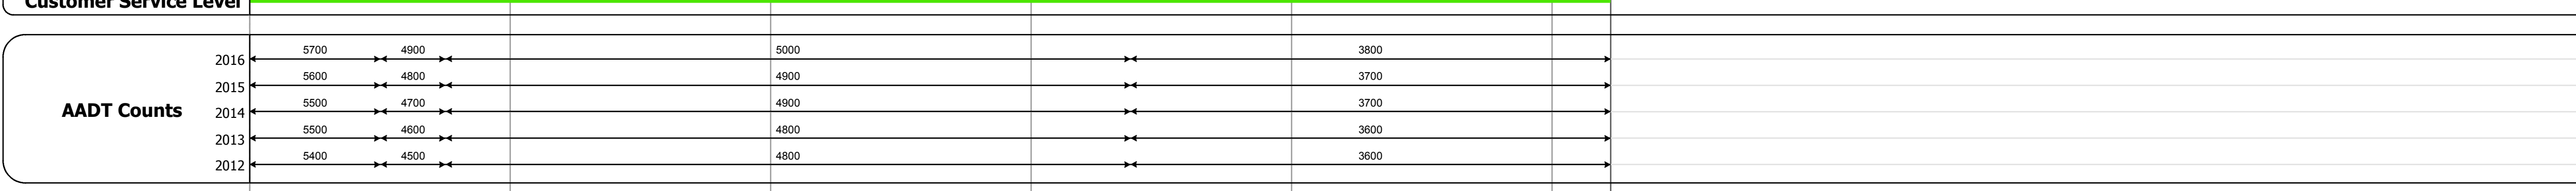 Customer Service Level
AADT Counts
2016 5700 4900 5000 3800
2015 5600 4800 4900 3700
2014 5500 4700 4900 3700
2013 5500 4600 4800 3600
2012 5400 4500 4800 3600